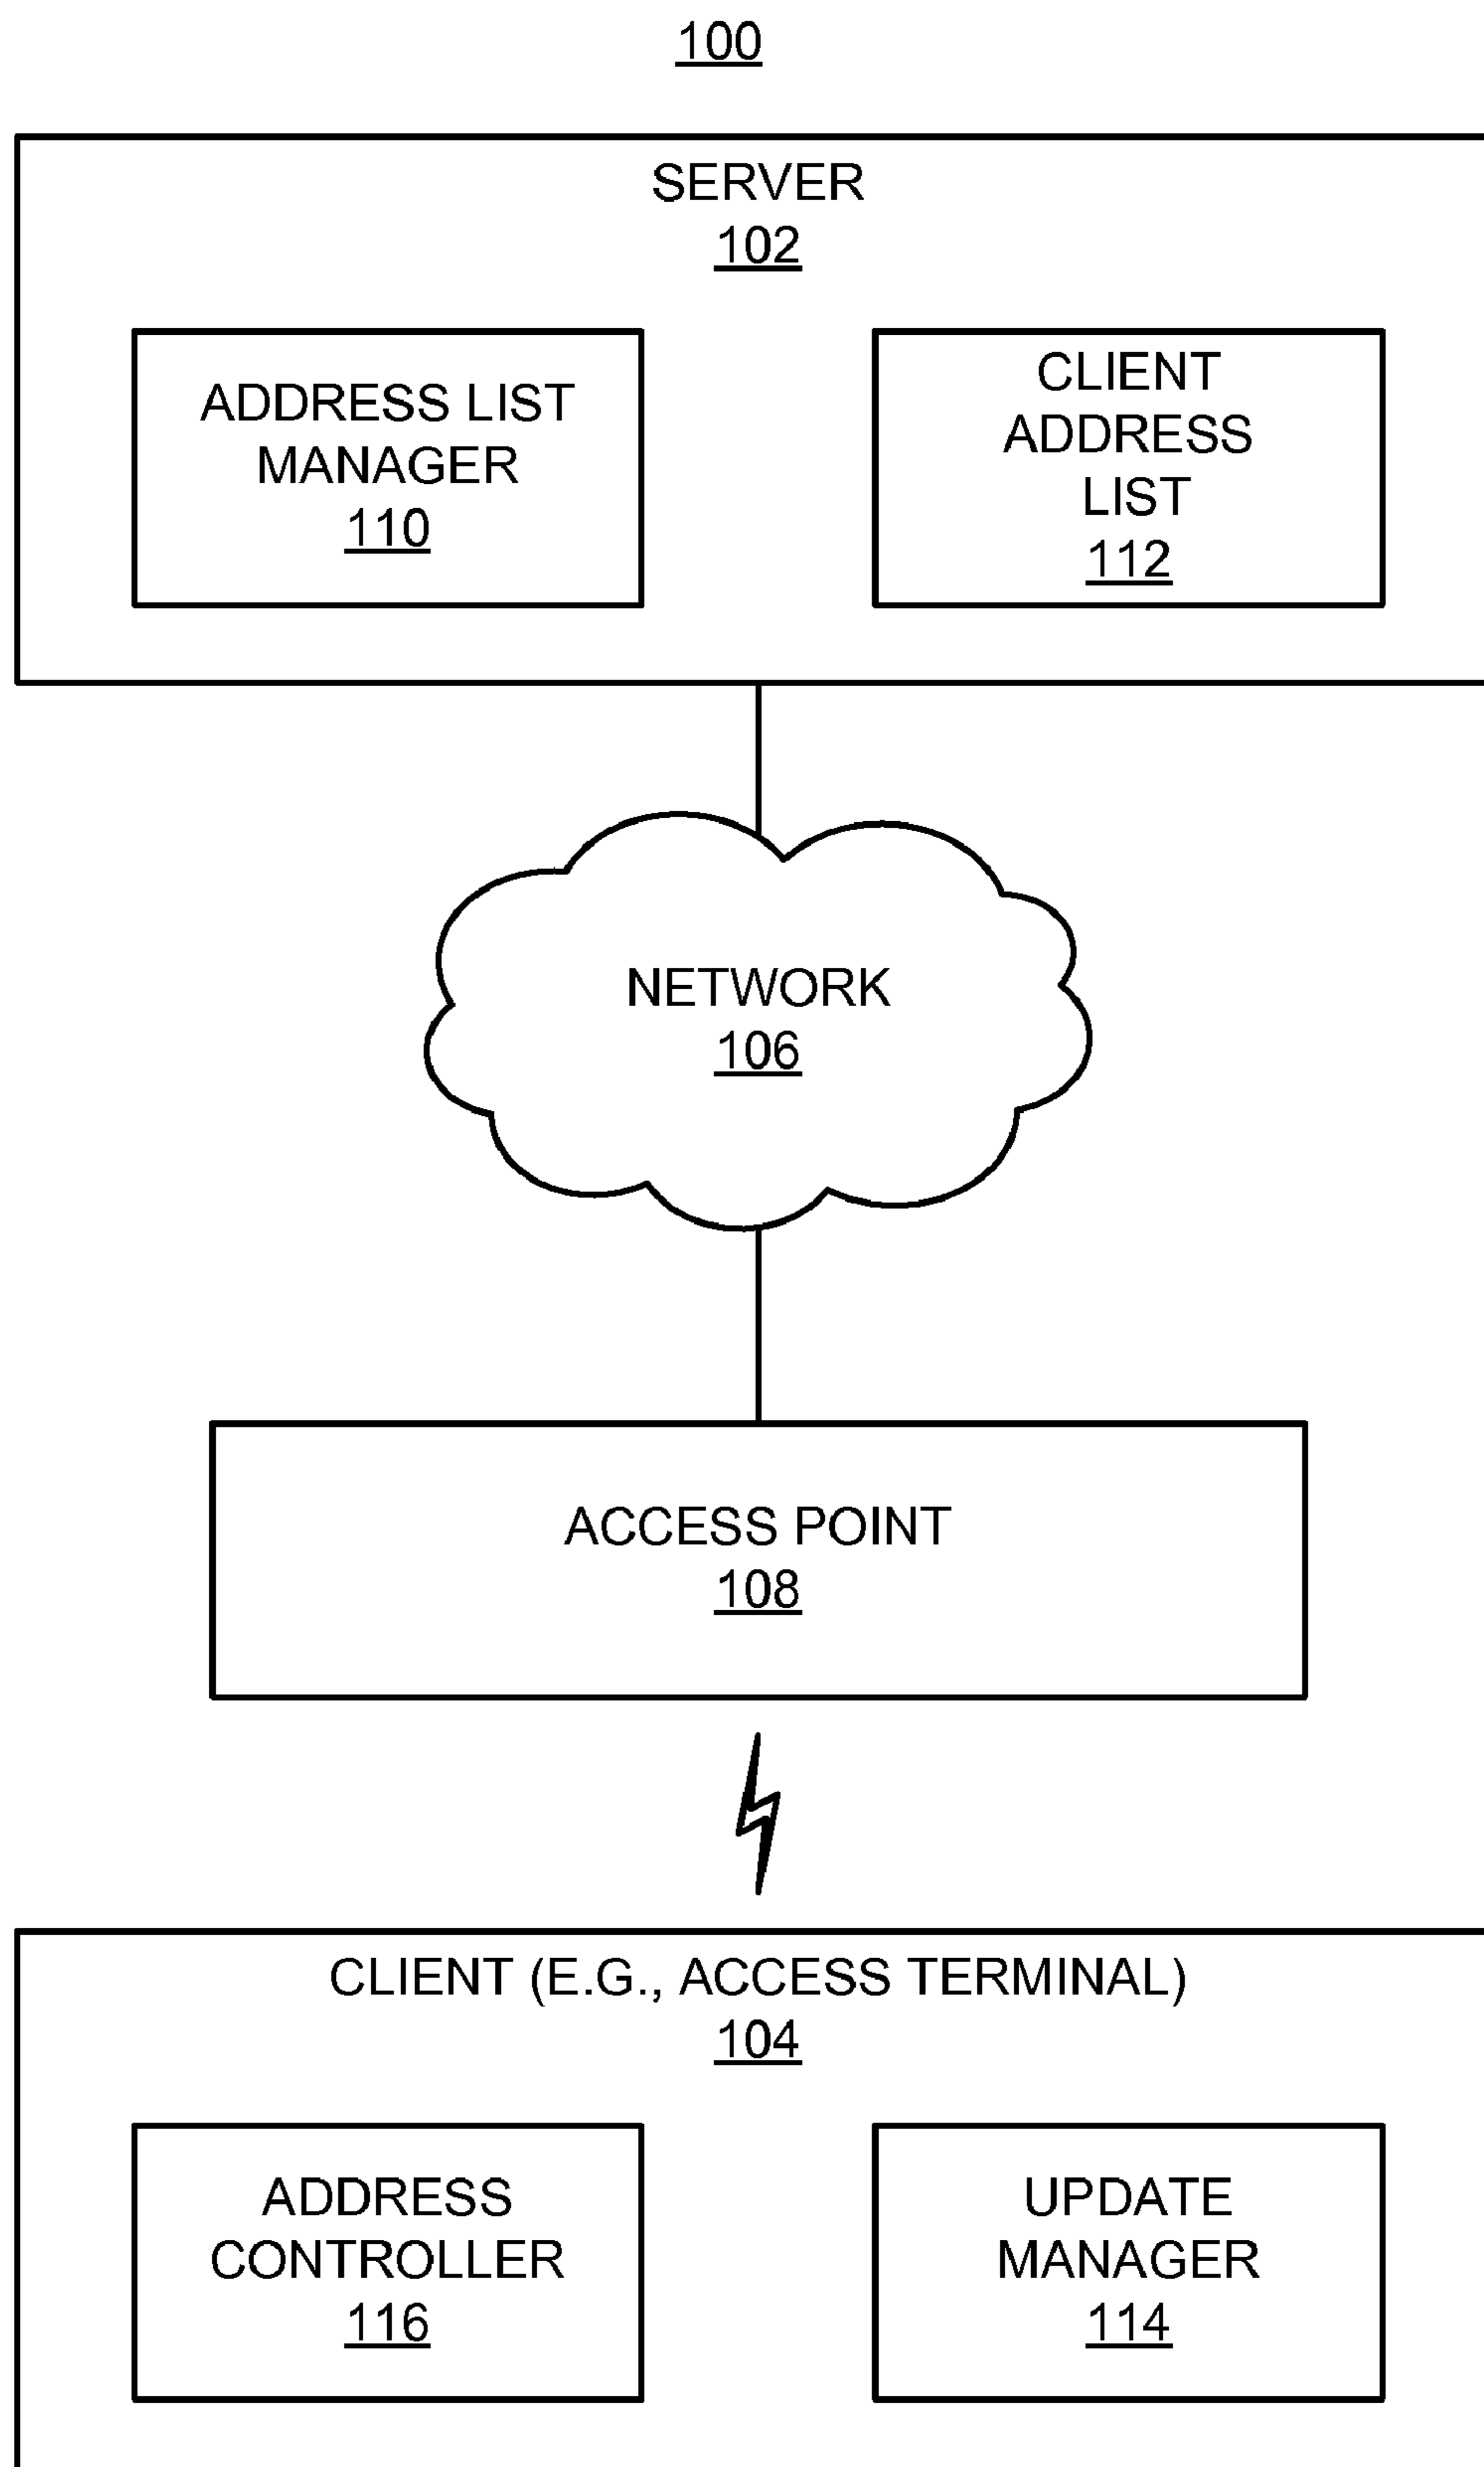 100
SERVER
102
ADDRESS LIST
MANAGER
110
CLIENT
ADDRESS
LIST
112
NETWORK
106
ACCESS POINT
108
CLIENT (E.G., ACCESS TERMINAL)
104
ADDRESS
CONTROLLER
116
UPDATE
MANAGER
114